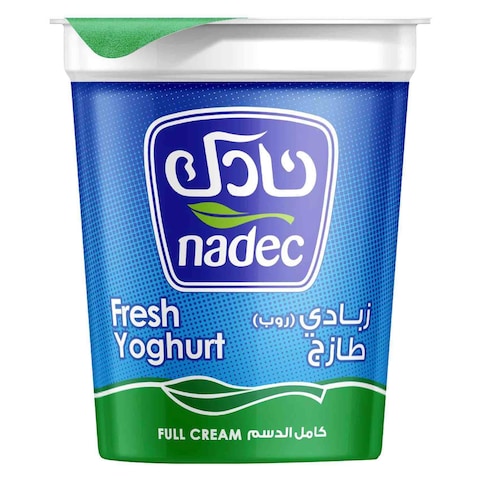 نادك
nadec
Fresh
Yoghurt
زبادي (روب)
طازج
FULL CREAM كامل الدسم